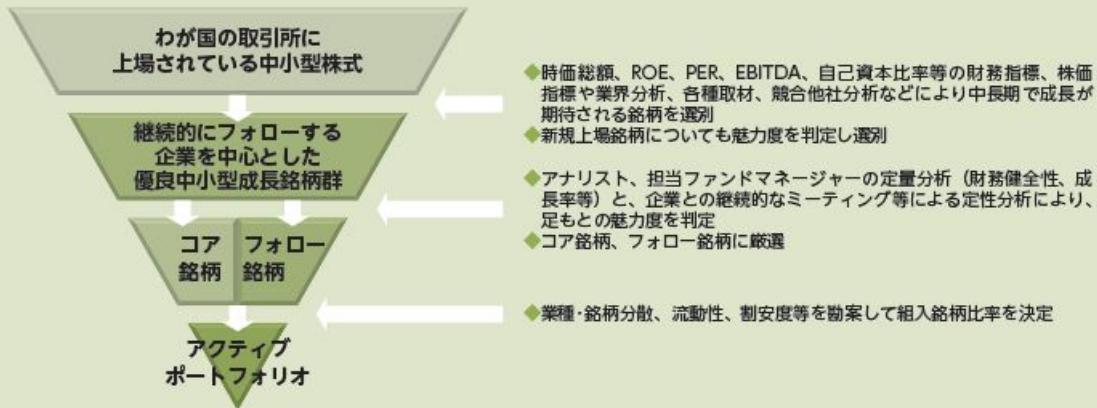 わが国の取引所に
上場されている中小型株式
◆時価総額、ROE、PER、EBITDA、自己資本比率等の財務指標、株価
指標や業界分析、各種取材、競合他社分析などにより中長期で成長が
期待される銘柄を選別
◆新規上場銘柄についても魅力度を判定し選別
継続的にフォローする
企業を中心とした
優良中小型成長銘柄群
◆アナリスト、担当ファンドマネージャーの定量分析（財務健全性、成
長率等）と、企業との継続的なミーティング等による定性分析により、
足もとの魅力度を判定
◆コア銘柄、フォロー銘柄に厳選
コア
銘柄
フォロー
銘柄
◆業種・銘柄分散、流動性、割安度等を勘案して組入銘柄比率を決定
アクティブ
ポートフォリオ